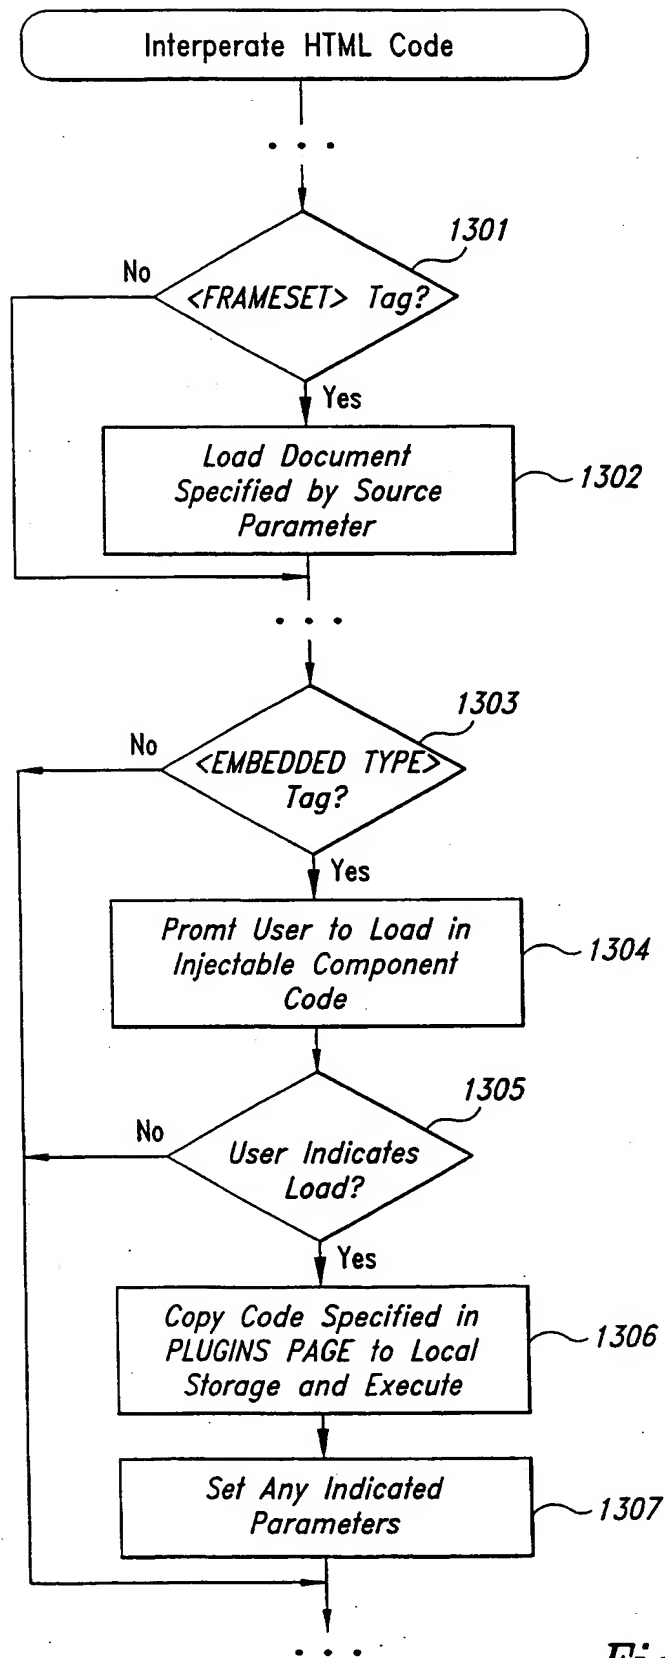 Interperate HTML Code
. . .
1301
No
<FRAMESET> Tag?
Yes
Load Document
Specified by Source
Parameter
1302
. . .
1303
No
<EMBEDDED TYPE>
Tag?
Yes
Promt User to Load in
Injectable Component
Code
1304
1305
No
User Indicates
Load?
Yes
Copy Code Specified in
PLUGINS PAGE to Local
Storage and Execute
1306
Set Any Indicated
Parameters
1307
. . .